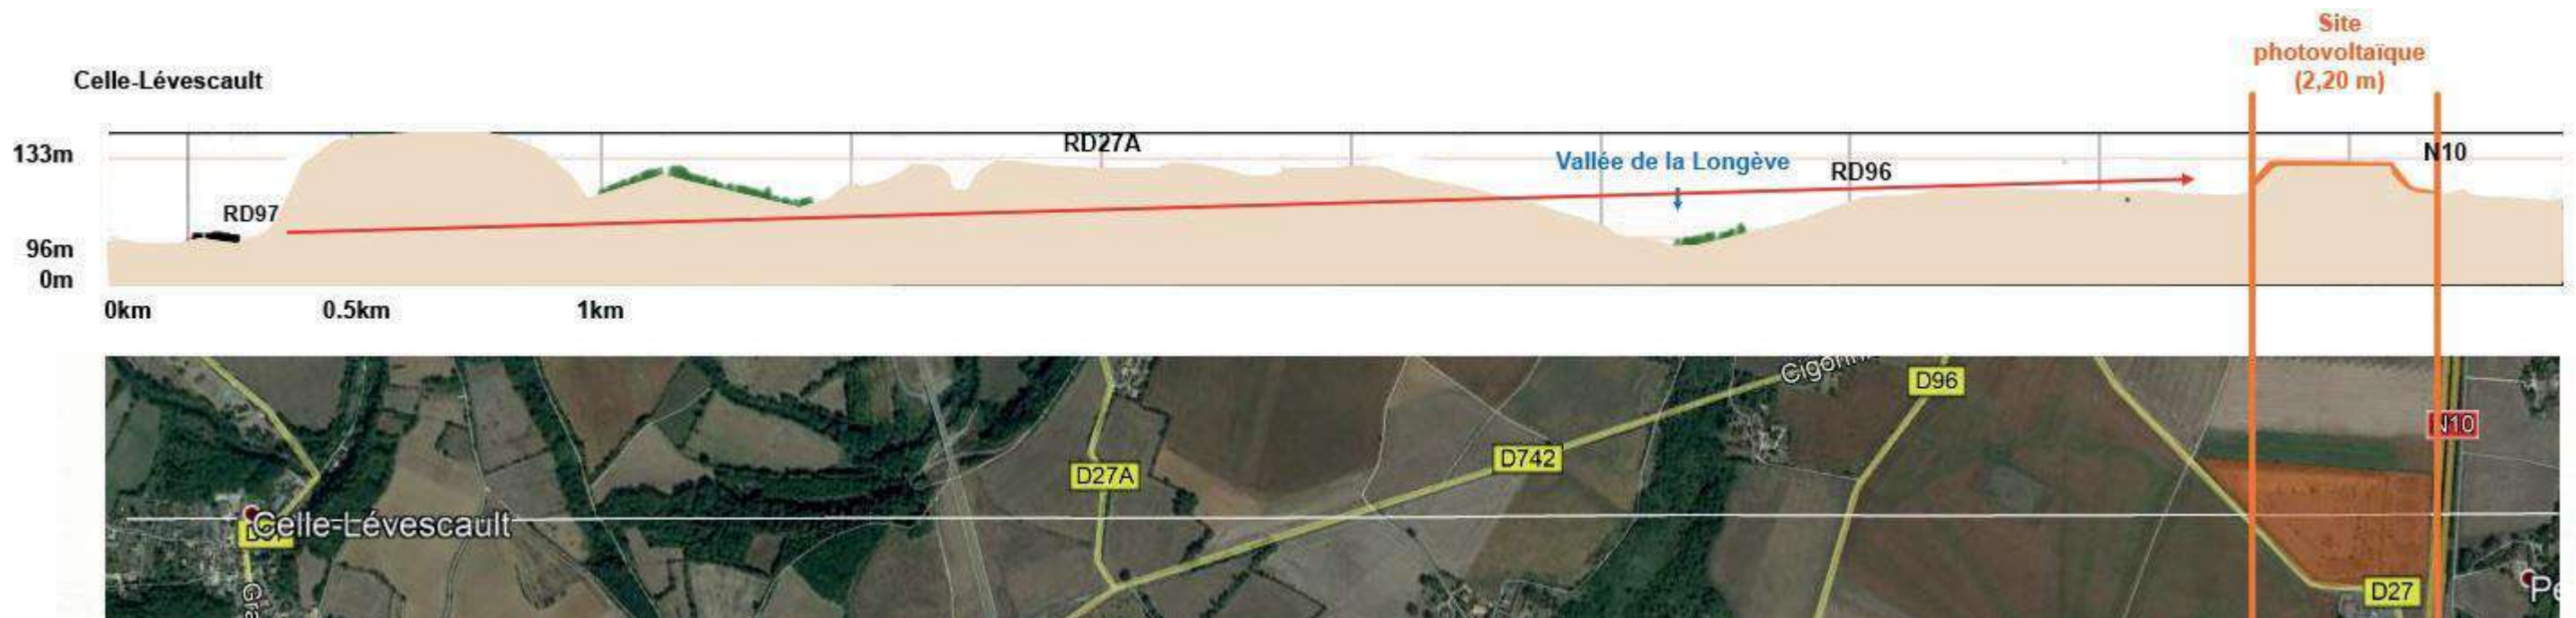 Site
photovoltaïque
(2,20 m)
Celle-Lévescault
133m
RD27A
N10
Vallée de la Longève
RD96
RD97
96m
0m
0km
0.5km
1km
D96
N10
D27A
D742
Celle-Lévescault
D27